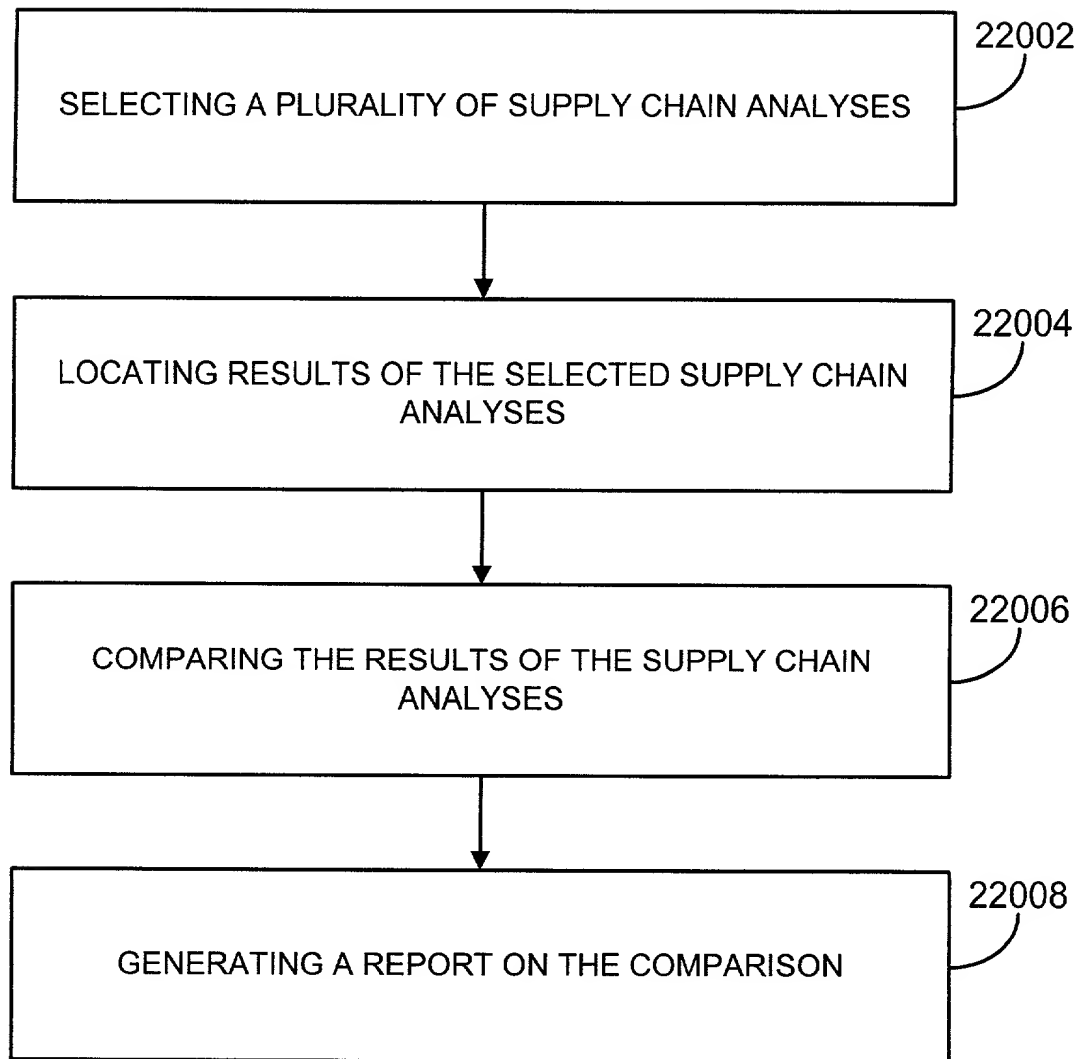 22002
SELECTING A PLURALITY OF SUPPLY CHAIN ANALYSES
22004
LOCATING RESULTS OF THE SELECTED SUPPLY CHAIN
ANALYSES
22006
COMPARING THE RESULTS OF THE SUPPLY CHAIN
ANALYSES
22008
GENERATING A REPORT ON THE COMPARISON